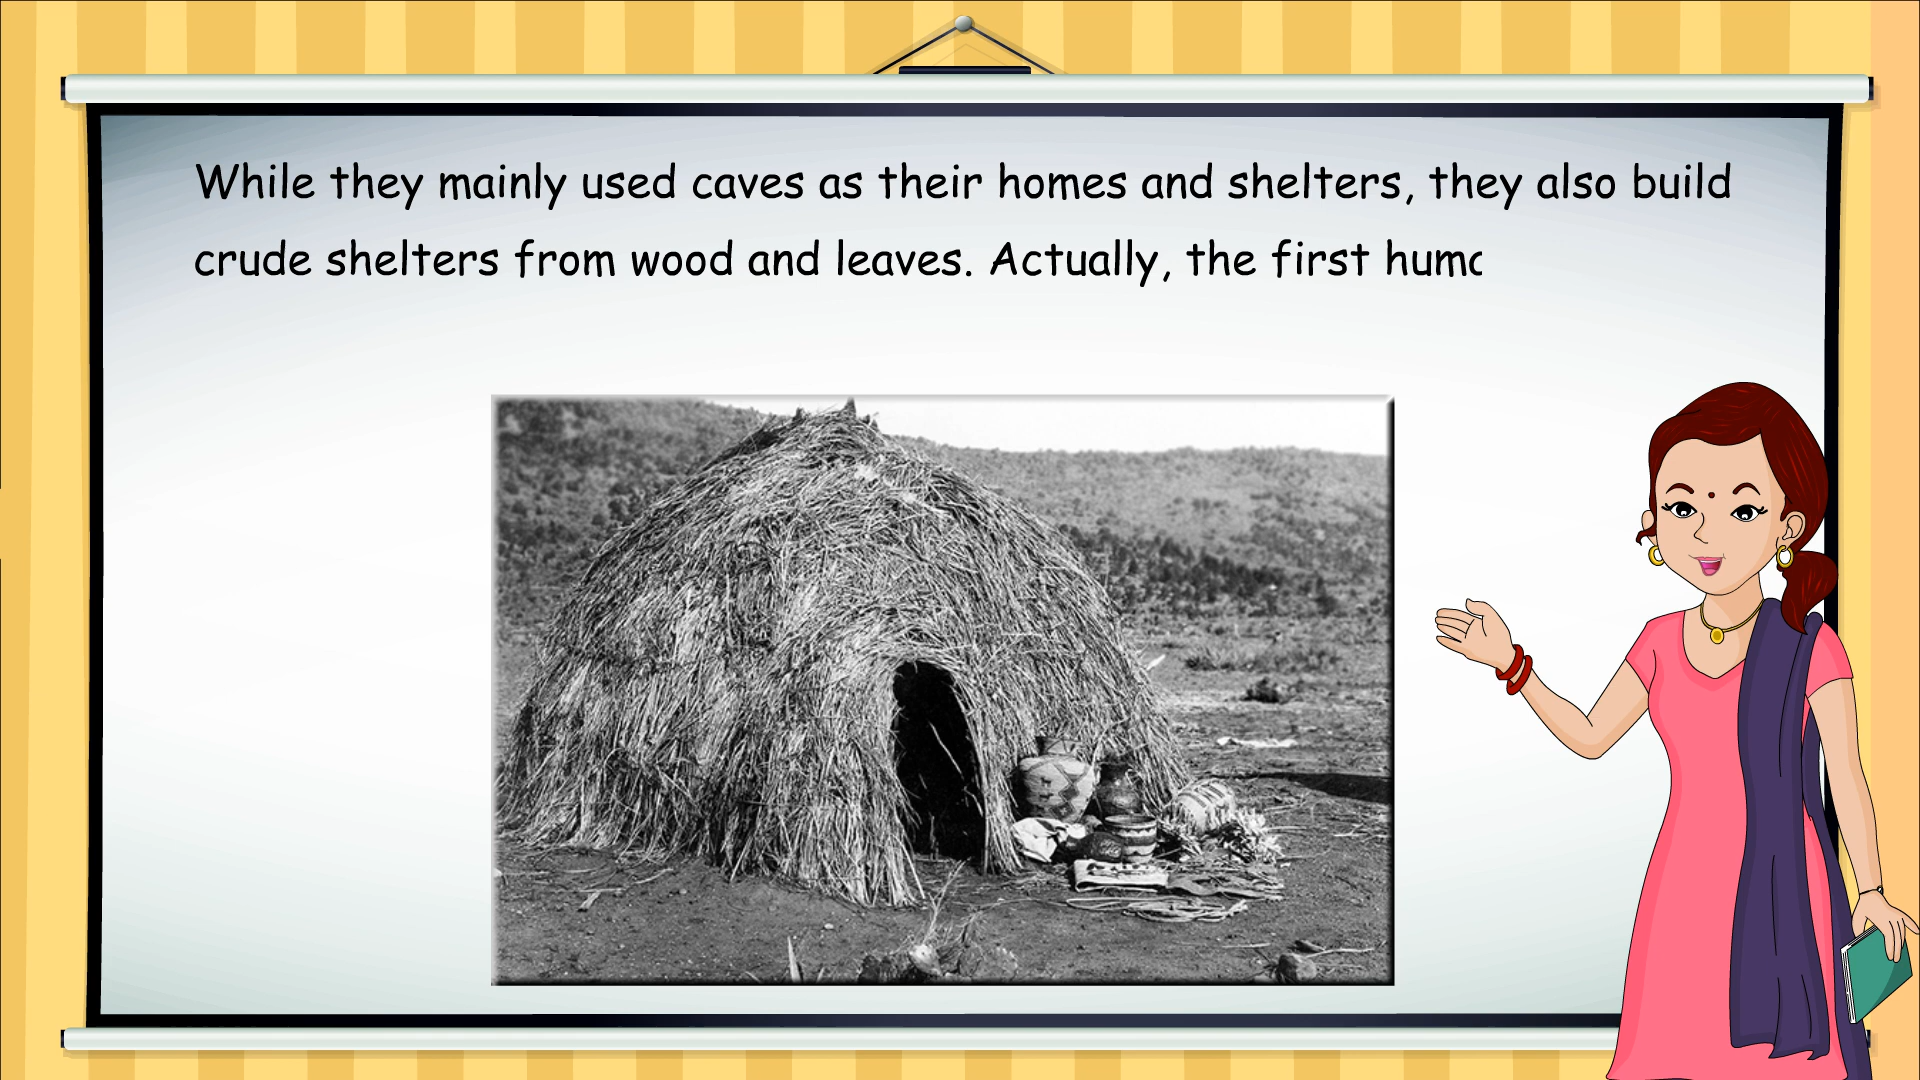 While they mainly used caves as their homes and shelters, they also build
crude shelters from wood and leaves. Actually, the first